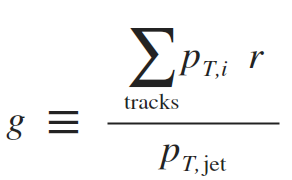 g ≡ ∑ p_{T,i} r
tracks
p_{T,jet}